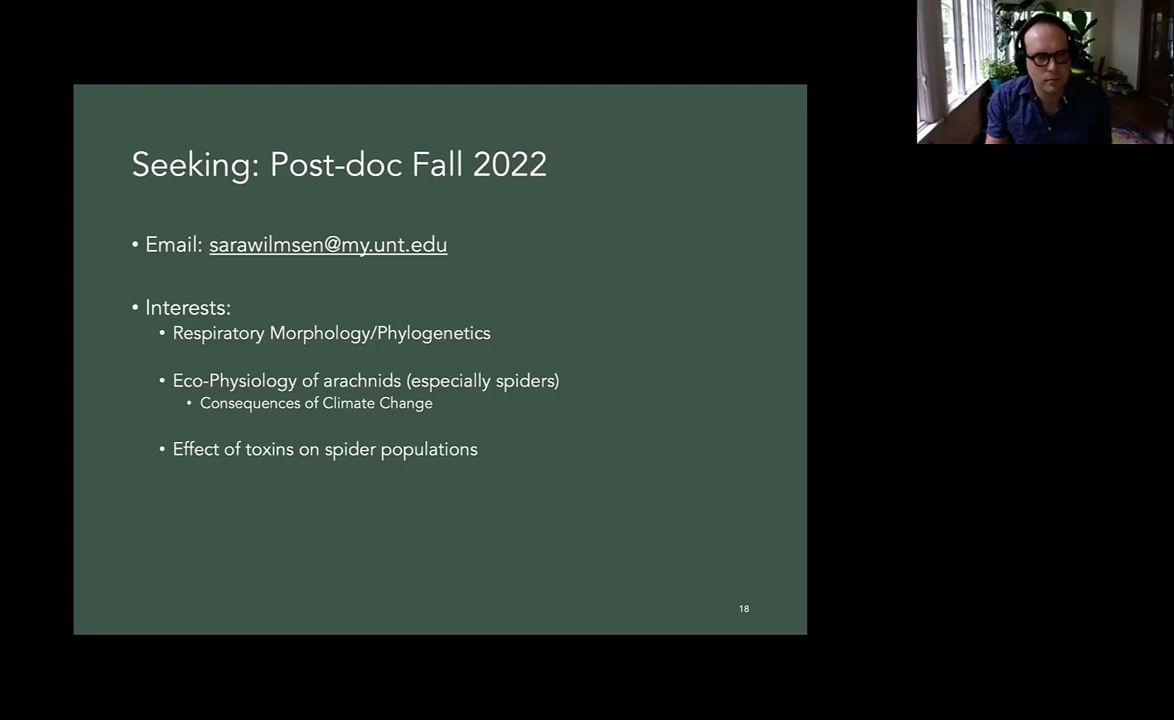 Seeking: Post-doc Fall 2022
• Email: sarawilmsen@my.unt.edu
• Interests:
• Respiratory Morphology/Phylogenetics
• Eco-Physiology of arachnids (especially spiders)
• Consequences of Climate Change
• Effect of toxins on spider populations
18